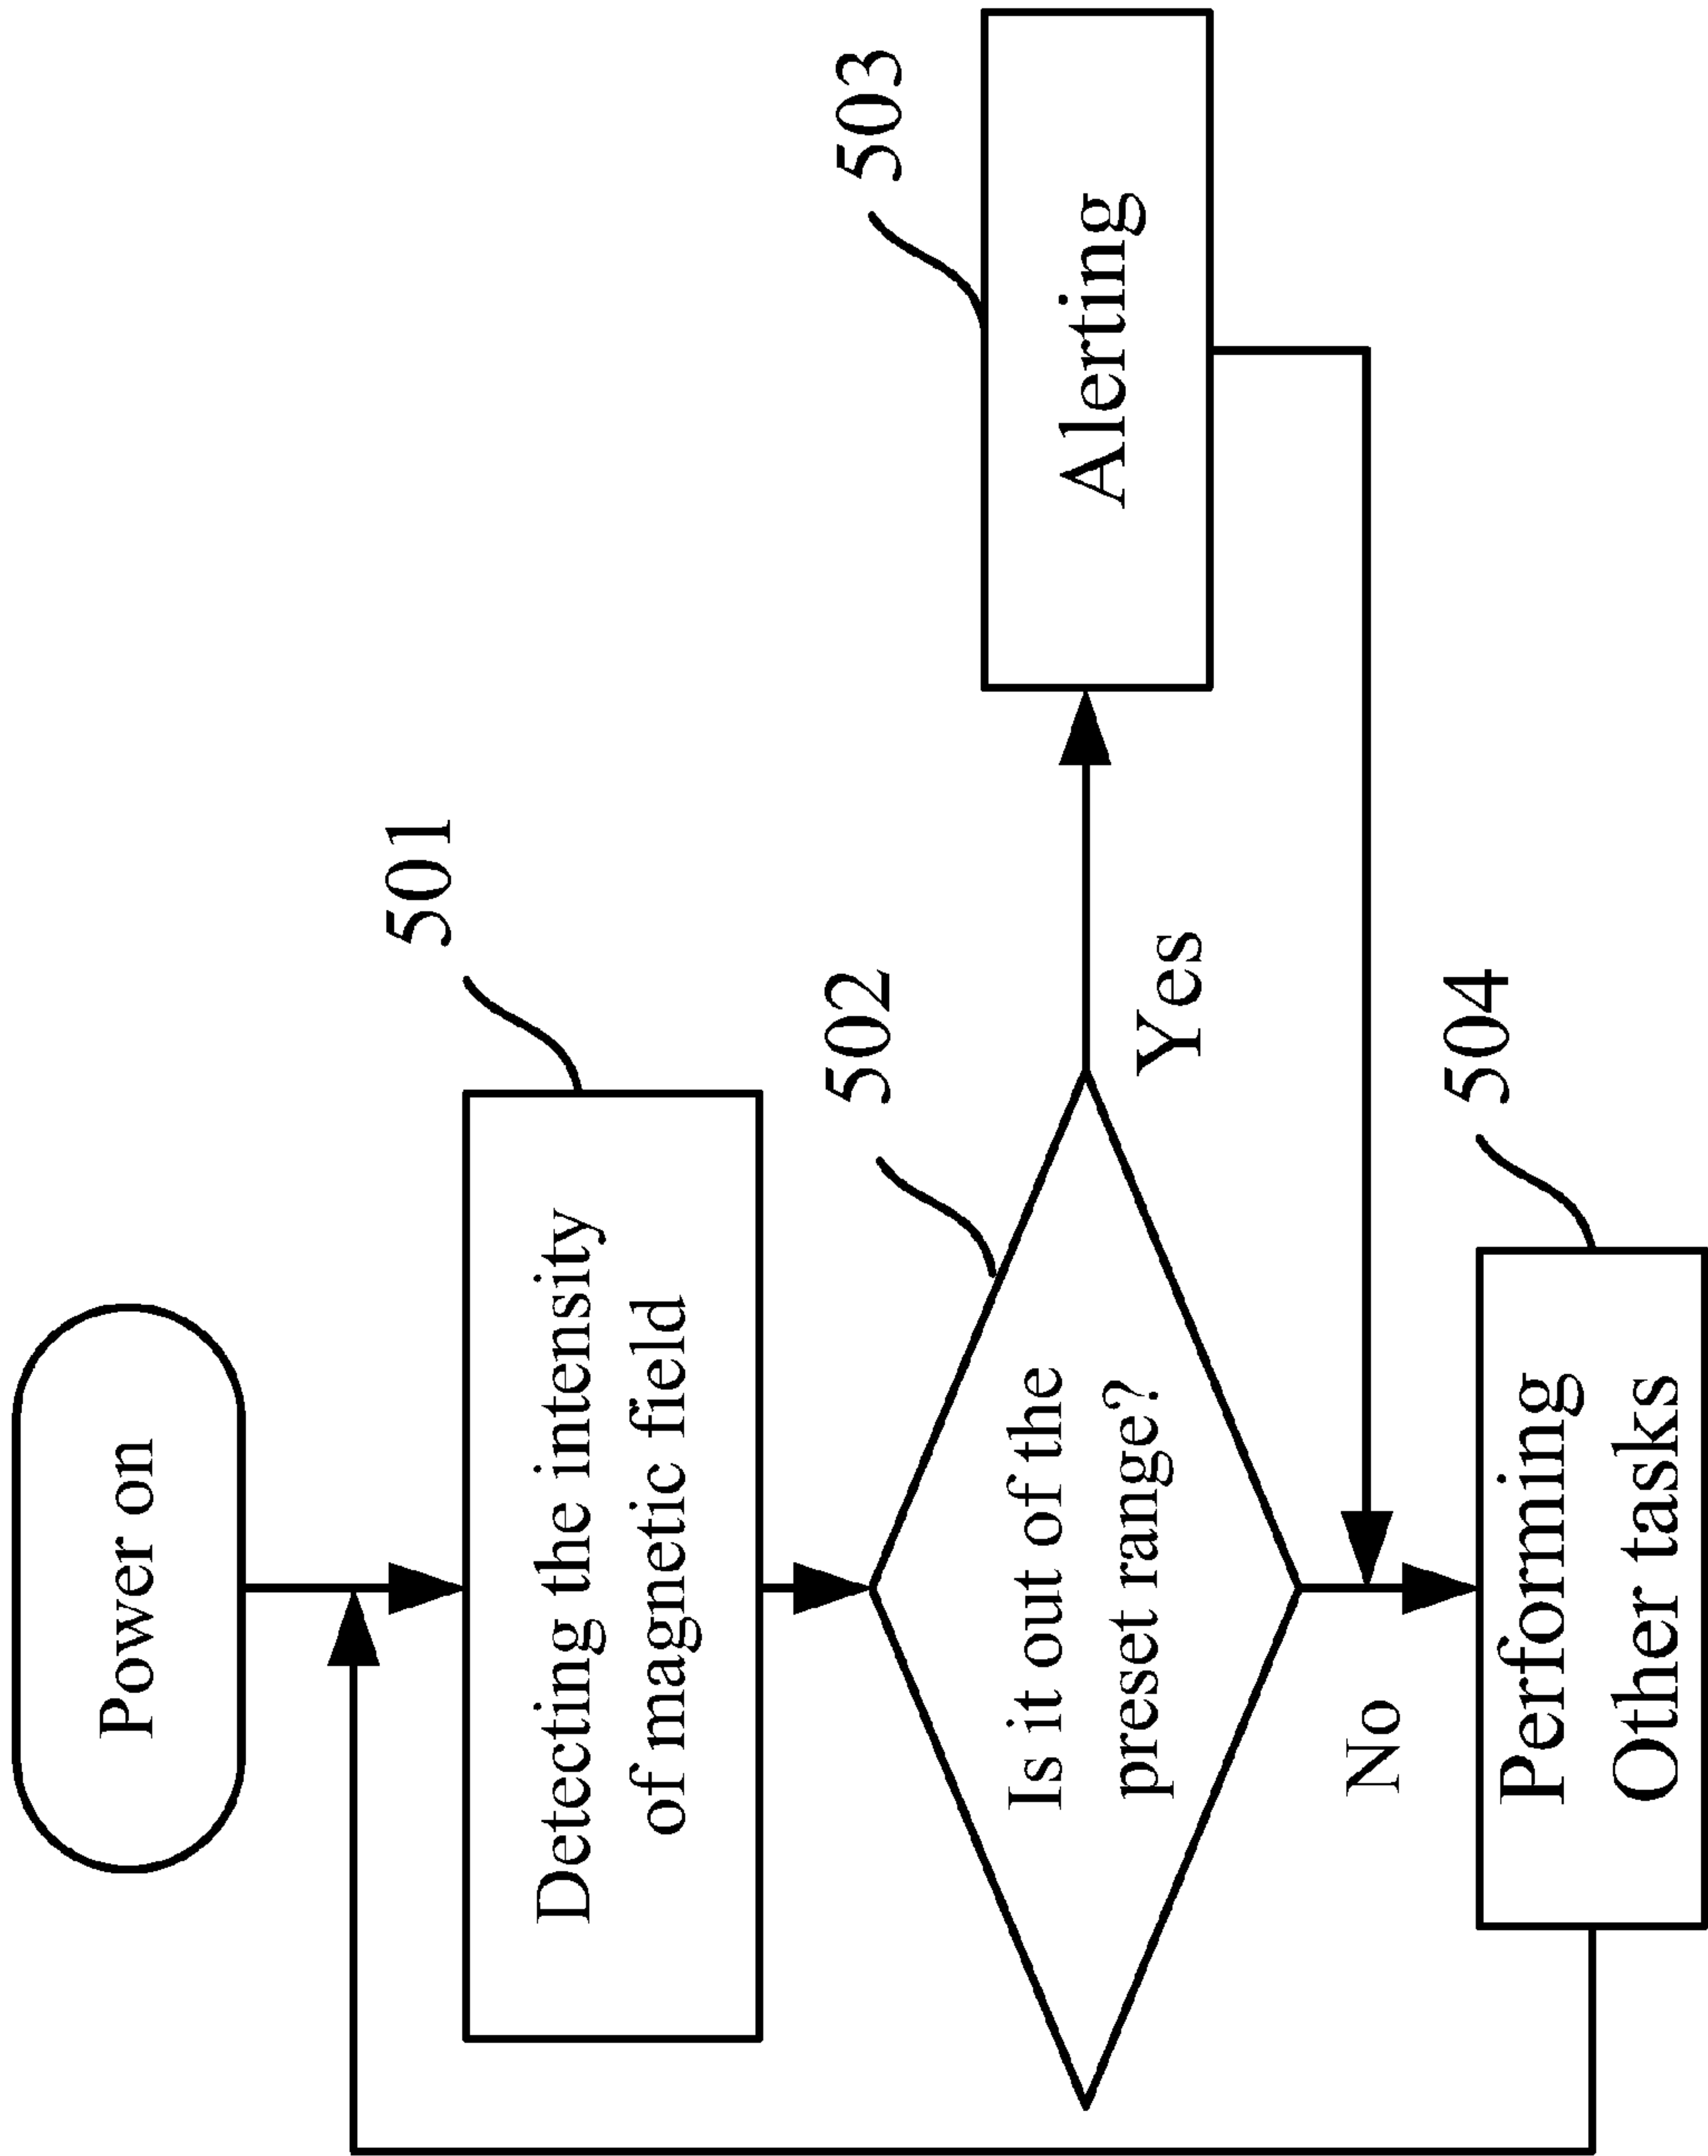 Power on
501
Detecting the intensity
of magnetic field
502
Is it out of the
preset range?
Yes
503
Alerting
No
504
Performing
Other tasks